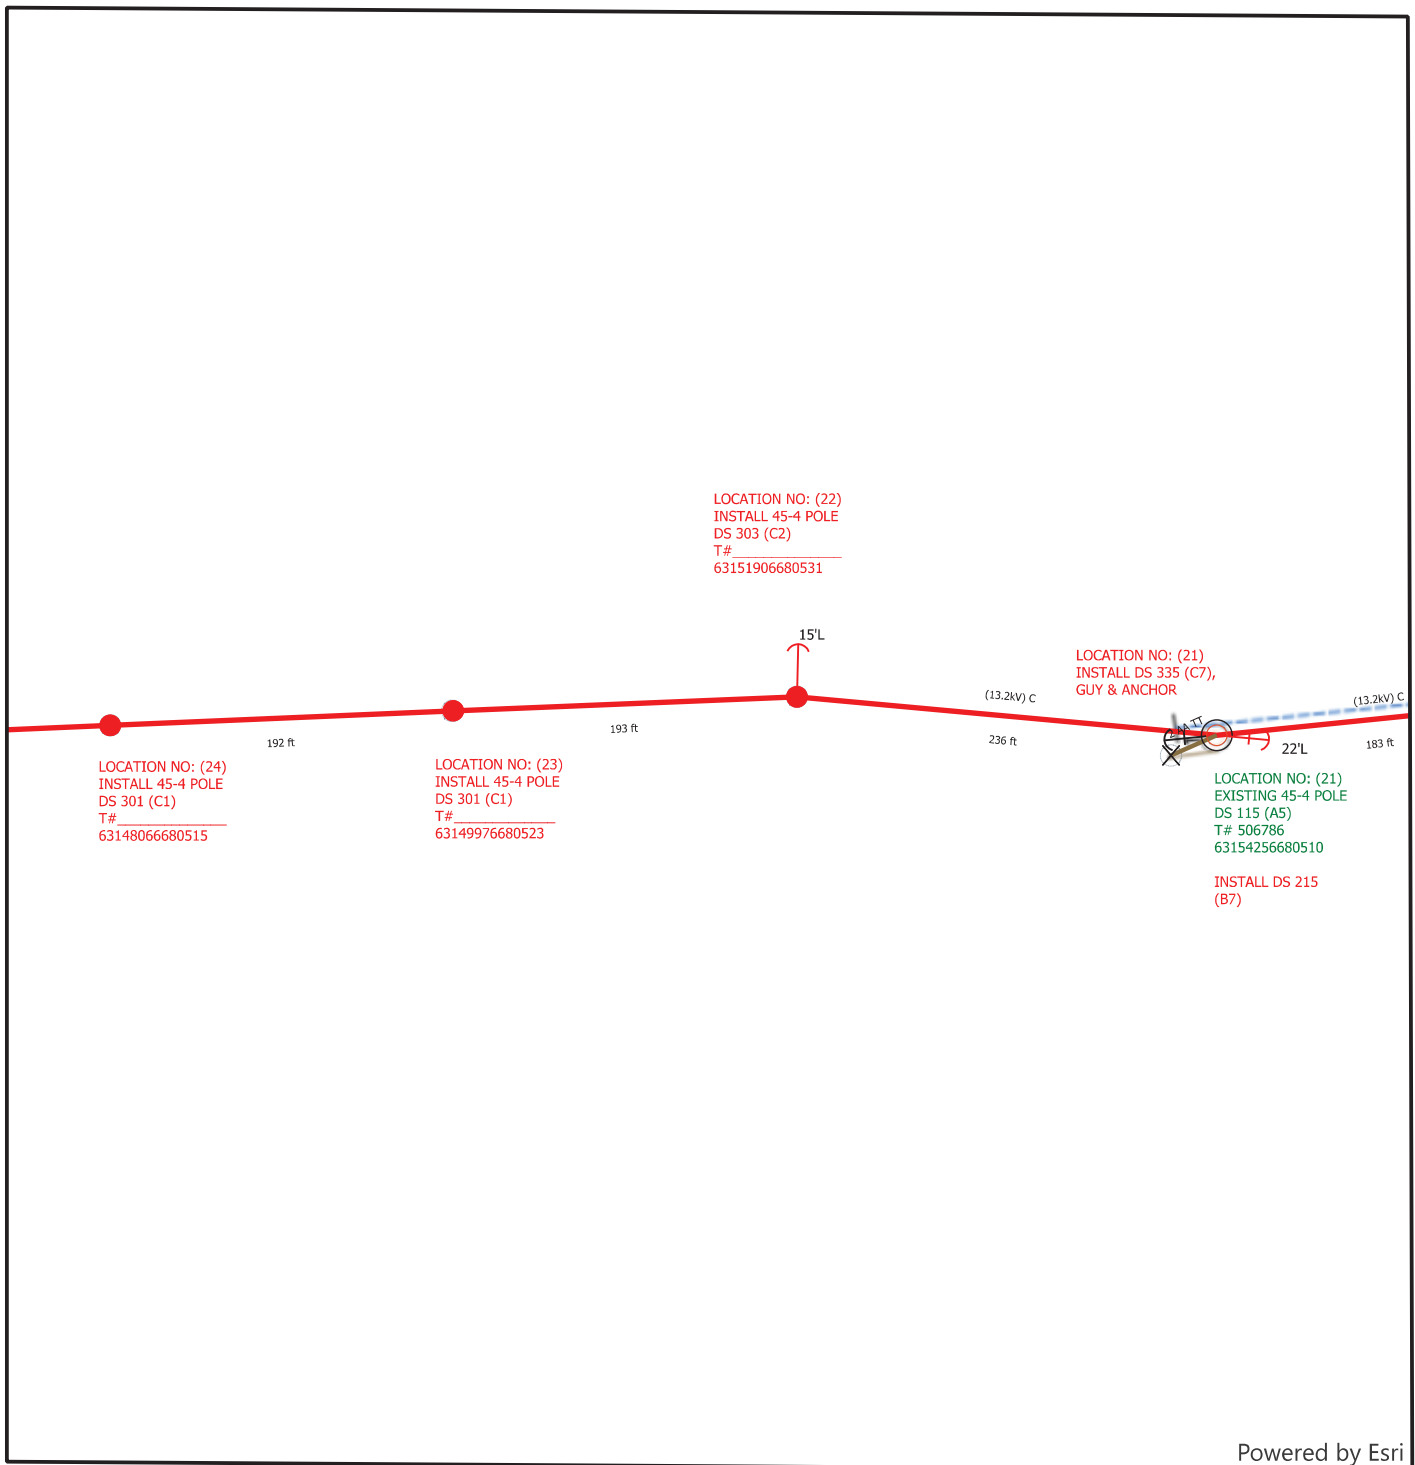 LOCATION NO: (22)
INSTALL 45-4 POLE
DS 303 (C2)
T#______________
63151906680531
15'L
LOCATION NO: (21)
INSTALL DS 335 (C7),
GUY & ANCHOR
(13.2kV) C
(13.2kV) C
192 ft
193 ft
236 ft
22'L
183 ft
LOCATION NO: (24)
INSTALL 45-4 POLE
DS 301 (C1)
T#______________
63148066680515
LOCATION NO: (23)
INSTALL 45-4 POLE
DS 301 (C1)
T#_____________
63149976680523
LOCATION NO: (21)
EXISTING 45-4 POLE
DS 115 (A5)
T# 506786
63154256680510
INSTALL DS 215
(B7)
Powered by Esri